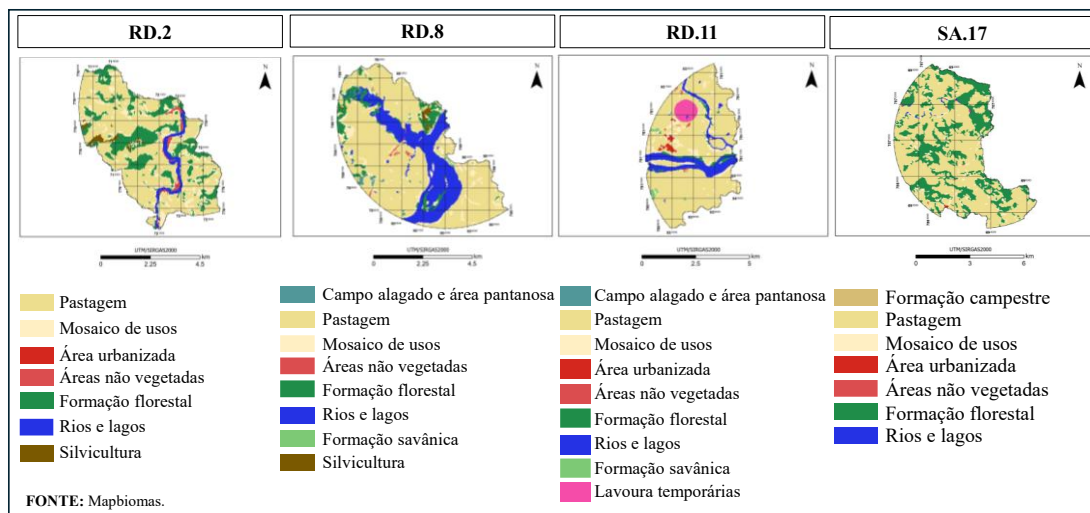 RD.2
RD.8
RD.11
SA.17
N
N
N
N
UTM/SIRGAS2000
km
0 2.25 4.5
UTM/SIRGAS2000
km
0 2.25 4.5
UTM/SIRGAS2000
km
0 2.5 5
UTM/SIRGAS2000
km
0 3 6
Pastagem
Mosaico de usos
Área urbanizada
Áreas não vegetadas
Formação florestal
Rios e lagos
Silvicultura
Campo alagado e área pantanosa
Pastagem
Mosaico de usos
Áreas não vegetadas
Formação florestal
Rios e lagos
Formação savânica
Silvicultura
Campo alagado e área pantanosa
Pastagem
Mosaico de usos
Área urbanizada
Áreas não vegetadas
Formação florestal
Rios e lagos
Formação savânica
Lavoura temporárias
Formação campestre
Pastagem
Mosaico de usos
Área urbanizada
Áreas não vegetadas
Formação florestal
Rios e lagos
FONTE: Mapbiomas.